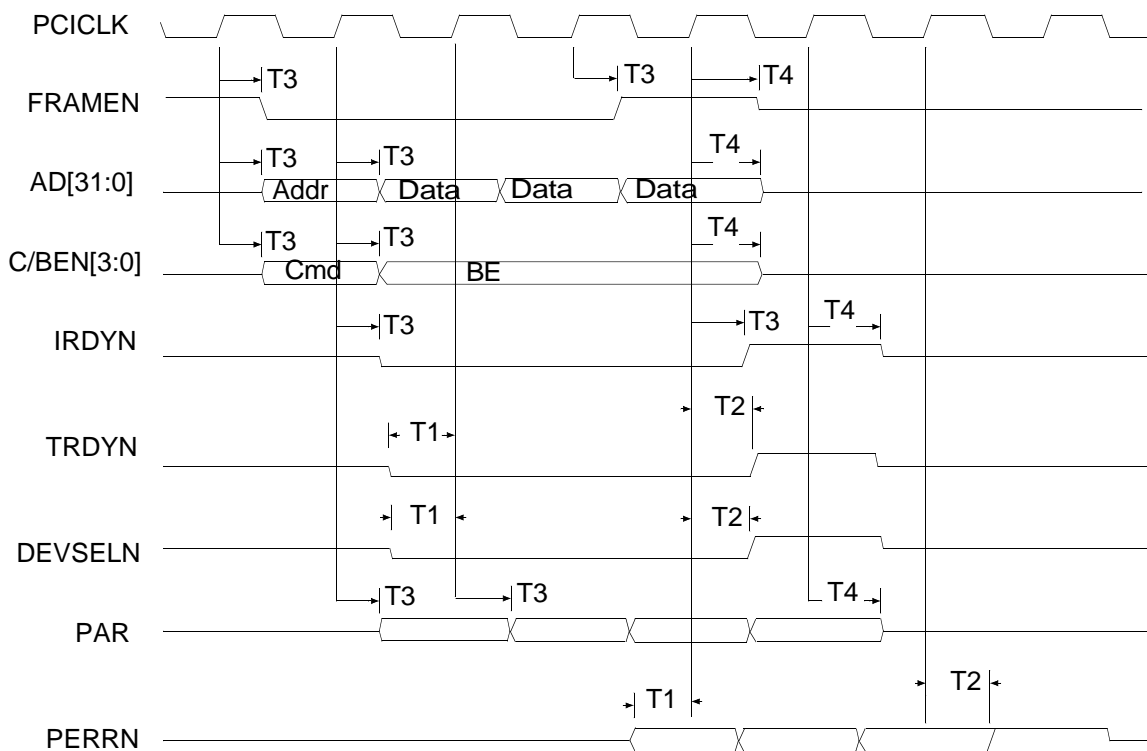 PCICLK
T3 T3 T4
FRAMEN
T3 T3 T4
AD[31:0] Addr Data Data Data
T3 T3 T4
C/BEN[3:0] Cmd BE
T3 T3 T4
IRDYN
T2
T1
TRDYN
T1 T2
DEVSELN
T3 T3 T4
PAR
T1 T2
PERRN